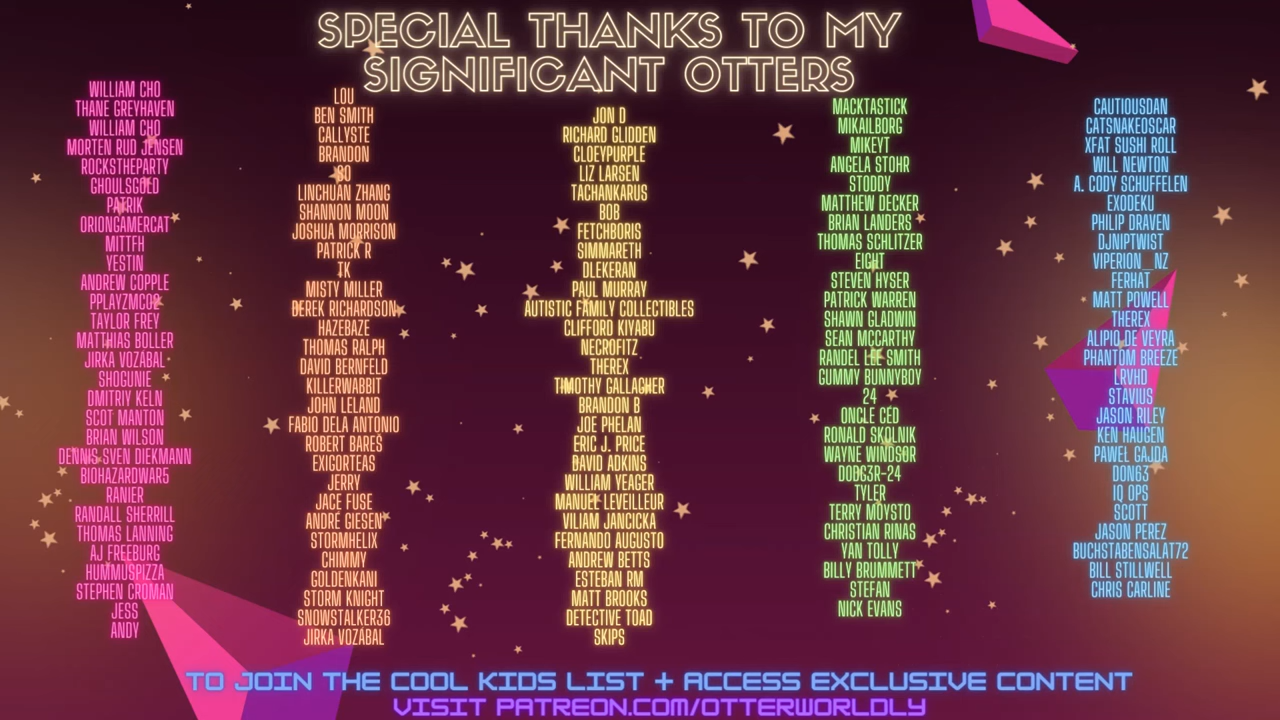 SPECIAL THANKS TO MY
SIGNIFICANT OTTERS
WILLIAM CHO
THANE GREYHAVEN
WILLIAM CHO
MORTEN RUD JENSEN
ROCKSTHEPARTY
GHOULSGOLD
PATRIK
ORIONGAMERCAT
MITTFH
YESTIN
ANDREW COPPLE
PPLAYZMC02
TAYLOR FREY
MATTHIAS BOLLER
JIRKA VOZÁBAL
SHOGUNIE
DMITRIY KELN
SCOT MANTON
BRIAN WILSON
DENNIS SVEN DIEKMANN
BIOHAZARDWAR5
RANIER
RANDALL SHERRILL
THOMAS LANNING
AJ FREEBURG
HUMMUSPIZZA
STEPHEN CROMAN
JESS
ANDY
LOU
BEN SMITH
CALLYSTE
BRANDON
BO
LINCHUAN ZHANG
SHANNON MOON
JOSHUA MORRISON
PATRICK R
TK
MISTY MILLER
DEREK RICHARDSON
HAZEBAZE
THOMAS RALPH
DAVID BERNFELD
KILLERWABBIT
JOHN LELAND
FABIO DELA ANTONIO
ROBERT BARES
EXIGORTEAS
JERRY
JACE FUSE
ANDRÉ GIESEN
STORMHELIX
CHIMMY
GOLDENKANI
STORM KNIGHT
SNOWSTALKER36
JIRKA VOZÁBAL
JON D
RICHARD GLIDDEN
CLOEYPURPLE
LIZ LARSEN
TACHANKARUS
BOB
FETCHBORIS
SIMMARETH
DLEKERAN
PAUL MURRAY
AUTISTIC FAMILY COLLECTIBLES
CLIFFORD KIYABU
NECROFITZ
THEREX
TIMOTHY GALLAGHER
BRANDON B
JOE PHELAN
ERIC J. PRICE
DAVID ADKINS
WILLIAM YEAGER
MANUEL LEVEILLEUR
VILIAM JANCICKA
FERNANDO AUGUSTO
ANDREW BETTS
ESTEBAN RM
MATT BROOKS
DETECTIVE TOAD
SKIPS
MACKTASTICK
MIKAILBORG
MIKEYT
ANGELA STOHR
STODDY
MATTHEW DECKER
BRIAN LANDERS
THOMAS SCHLITZER
EIGHT
STEVEN HYSER
PATRICK WARREN
SHAWN GLADWIN
SEAN MCCARTHY
RANDEL LEE SMITH
GUMMY BUNNYBOY
24
ONCLE CED
RONALD SKOLNIK
WAYNE WINDSOR
DODG3R-24
TYLER
TERRY MOYSTO
CHRISTIAN RINAS
YAN TOLLY
BILLY BRUMMETT
STEFAN
NICK EVANS
CAUTIOUSDAN
CATSNAKEOSCAR
XFAT SUSHI ROLL
WILL NEWTON
A. CODY SCHUFFELEN
EXODEKU
PHILIP DRAVEN
DJNIPTWIST
VIPERION_NZ
FERHAT
MATT POWELL
THEREX
ALIPIO DE VEYRA
PHANTOM BREEZE
LRVHD
STAVIUS
JASON RILEY
KEN HAUGEN
PAWEL GAJDA
DON63
IQ OPS
SCOTT
JASON PEREZ
BUCHSTABENSALAT72
BILL STILLWELL
CHRIS CARLINE
TO JOIN THE COOL KIDS LIST + ACCESS EXCLUSIVE CONTENT
VISIT PATREON.COM/OTTERWORLDLY